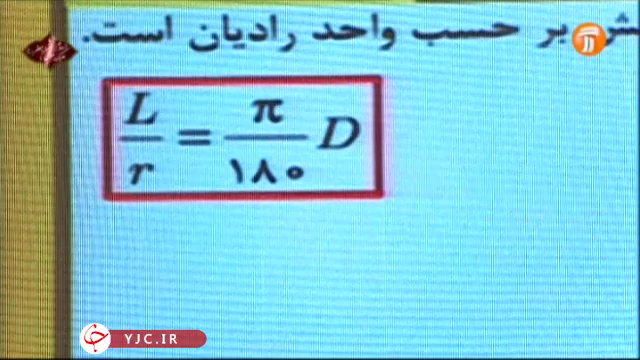 بر حسب واحد رادیان است.
L/r = π/۱۸۰ D
YJC.IR